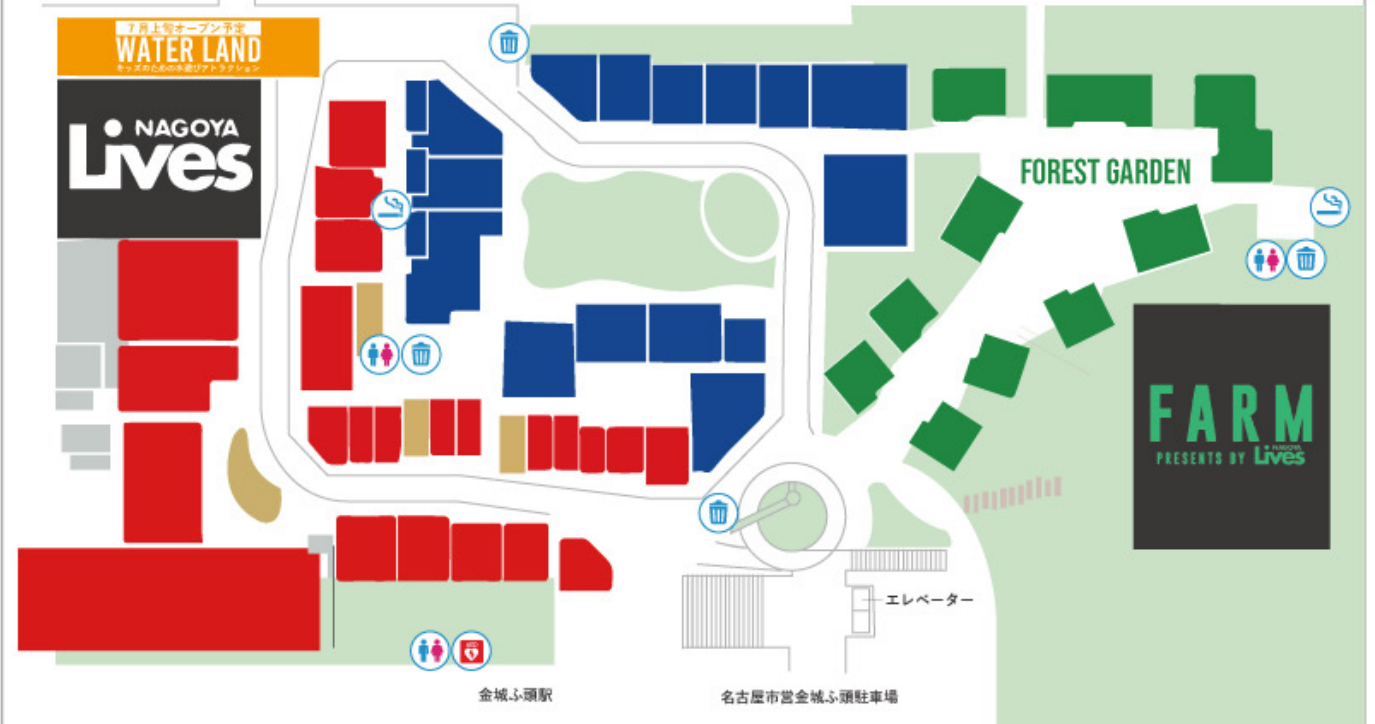 7月上旬オープン予定
WATER LAND
キッズのための水遊びアトラクション
NAGOYA
Lives
FOREST GARDEN
FARM
PRESENTS BY NAGOYA Lives
エレベーター
金城ふ頭駅
名古屋市営金城ふ頭駐車場